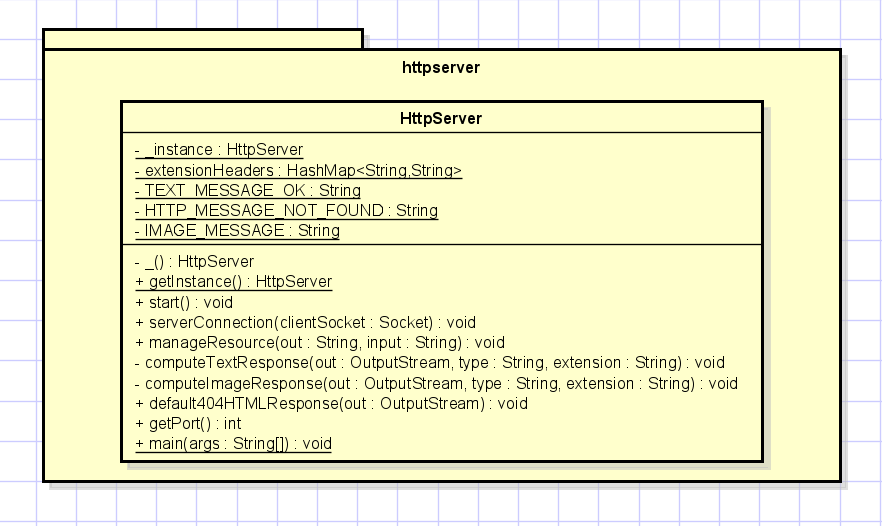 httpserver
HttpServer
- _instance : HttpServer
- extensionHeaders : HashMap<String,String>
- TEXT_MESSAGE_OK : String
- HTTP_MESSAGE_NOT_FOUND : String
- IMAGE_MESSAGE : String
- _() : HttpServer
+ getInstance() : HttpServer
+ start() : void
+ serverConnection(clientSocket : Socket) : void
+ manageResource(out : String, input : String) : void
- computeTextResponse(out : OutputStream, type : String, extension : String) : void
- computeImageResponse(out : OutputStream, type : String, extension : String) : void
+ default404HTMLResponse(out : OutputStream) : void
+ getPort() : int
+ main(args : String[]) : void